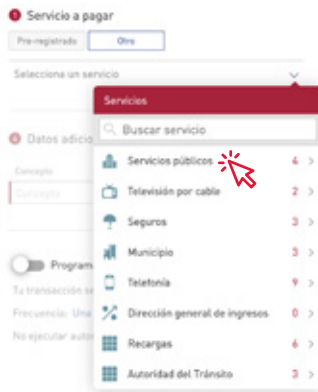 1 Servicio a pagar
Pre-registrado Otro
Selecciona un servicio
Servicios
Buscar servicio
Servicios públicos 4 >
Televisión por cable 2 >
Seguros 3 >
Municipio 3 >
Telefonía 9 >
Dirección general de ingresos 0 >
Recargas 6 >
Autoridad del Tránsito 3 >
Datos adicio
Concepto
Concepto
Program
Tu transacción se
Frecuencia: Una
No ejecutar auto